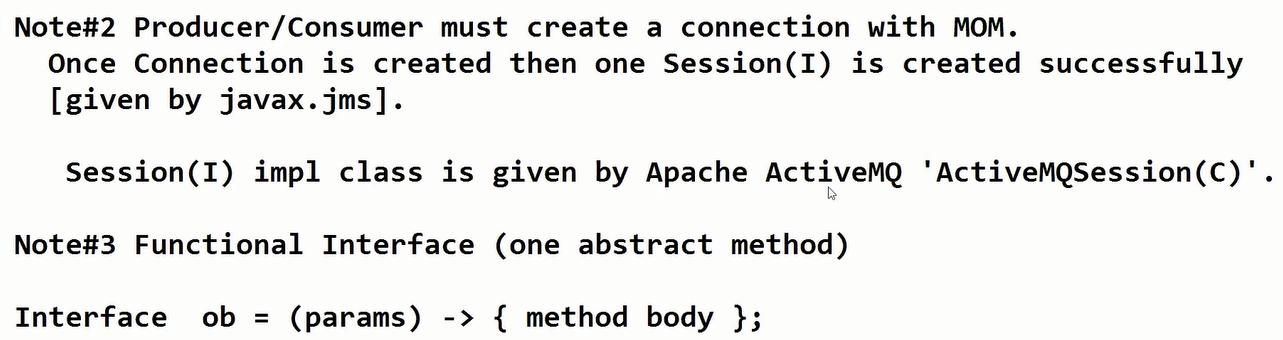 Note#2 Producer/Consumer must create a connection with MOM.
Once Connection is created then one Session(I) is created successfully
[given by javax.jms].
Session(I) impl class is given by Apache ActiveMQ 'ActiveMQSession(C)'.
Note#3 Functional Interface (one abstract method)
Interface  ob = (params) -> { method body };